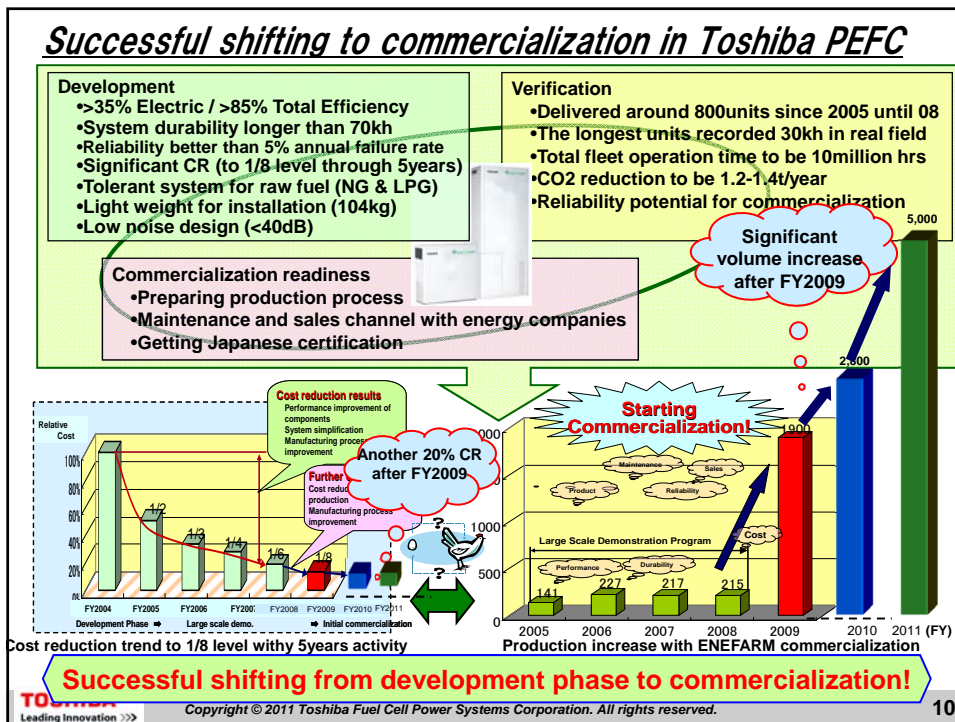 Successful shifting to commercialization in Toshiba PEFC
Development
•>35% Electric / >85% Total Efficiency
•System durability longer than 70kh
•Reliability better than 5% annual failure rate
•Significant CR (to 1/8 level through 5years)
•Tolerant system for raw fuel (NG & LPG)
•Light weight for installation (104kg)
•Low noise design (<40dB)
Verification
•Delivered around 800units since 2005 until 08
•The longest units recorded 30kh in real field
•Total fleet operation time to be 10million hrs
•CO2 reduction to be 1.2-1.4t/year
•Reliability potential for commercialization
Commercialization readiness
•Preparing production process
•Maintenance and sales channel with energy companies
•Getting Japanese certification
Significant
volume increase
after FY2009
5,000
Cost reduction results
Performance improvement of
components
System simplification
Manufacturing process
improvement
Relative
Cost
100%
80%
60%
40%
20%
0%
1/2
1/3
1/4
1/6
1/8
Further
Cost reduc
production
Manufacturing process
improvement
Another 20% CR
after FY2009
?
?
FY2004
FY2005
FY2006
FY2007
FY2008
FY2009
FY2010
FY2011
Development Phase ➡ Large scale demo. ➡ Initial commercialization
Cost reduction trend to 1/8 level withy 5years activity
Starting
Commercialization!
1000
500
0
Maintenance
Sales
Product
Reliability
Cost
Large Scale Demonstration Program
Performance
Durability
141
227
217
215
1900
2005
2006
2007
2008
2009
2010
2011 (FY)
Production increase with ENEFARM commercialization
Successful shifting from development phase to commercialization!
TOSHIBA
Leading Innovation >>>
Copyright © 2011 Toshiba Fuel Cell Power Systems Corporation. All rights reserved.
10